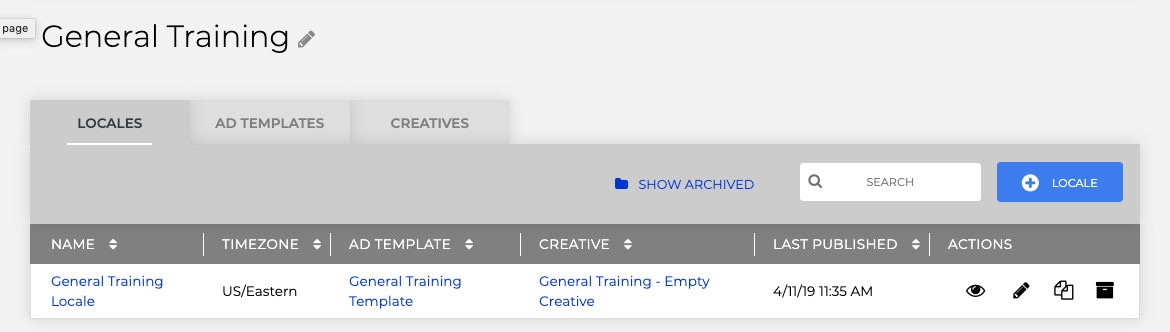 page
General Training
LOCALES AD TEMPLATES CREATIVES
SHOW ARCHIVED SEARCH LOCALE
NAME TIMEZONE AD TEMPLATE CREATIVE LAST PUBLISHED ACTIONS
General Training Locale US/Eastern General Training Template General Training - Empty Creative 4/11/19 11:35 AM